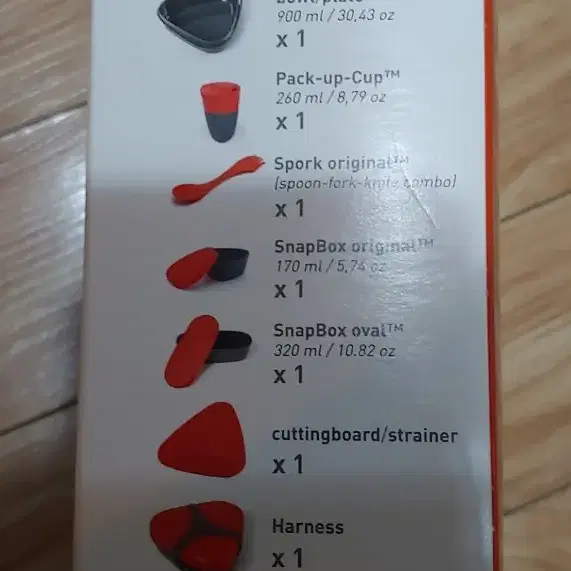 bowl/plate
900 ml / 30,43 oz
x 1
Pack-up-Cup™
260 ml / 8,79 oz
x 1
Spork original™
(spoon-fork-knife combo)
x 1
SnapBox original™
170 ml / 5,74 oz
x 1
SnapBox oval™
320 ml / 10.82 oz
x 1
cuttingboard/strainer
x 1
Harness
x 1